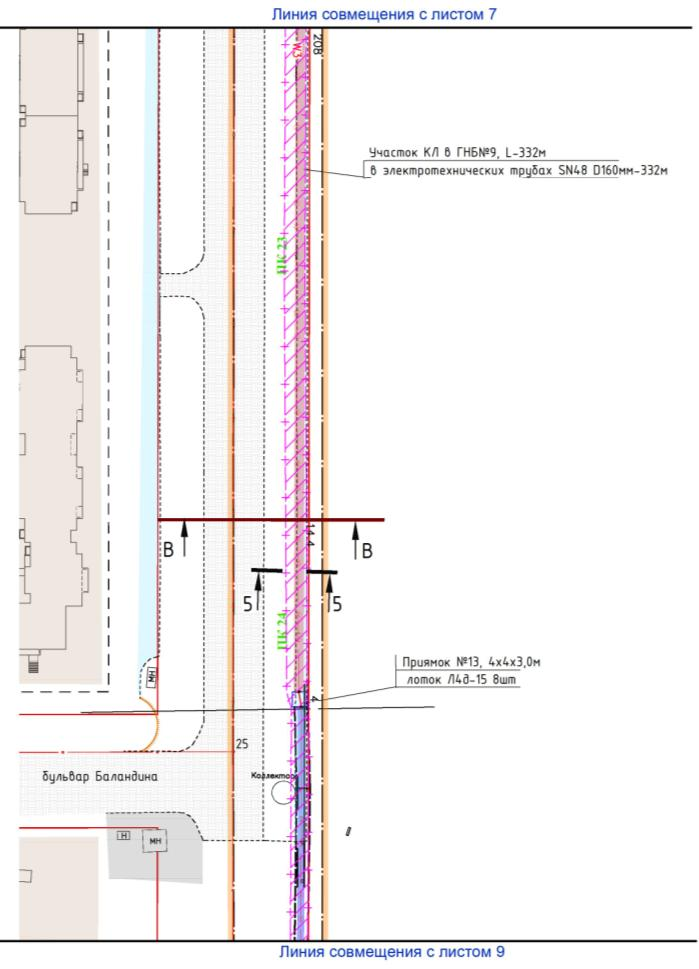 Линия совмещения с листом 7
208
W3
Участок КЛ в ГНБ№9, L-332м
в электротехнических трубах SN48 D160мм-332м
ПК 23
14.4
В
В
5
5
ПК 24
Приямок №13, 4х4х3,0м
лоток Л4д-15 8шт
МН
4
25
бульвар Баландина
Коллектор
Н
МН
Линия совмещения с листом 9